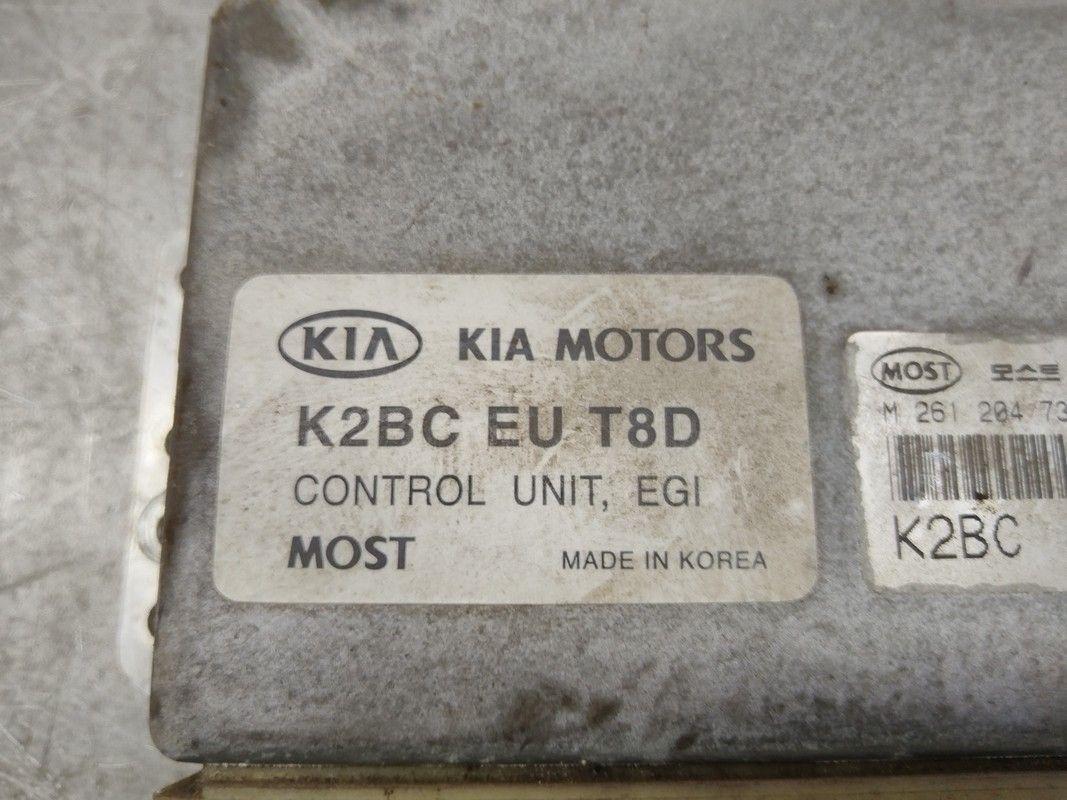 KIA KIA MOTORS
K2BC EU T8D
CONTROL UNIT, EGI
MOST MADE IN KOREA
MOST 모스트
M 261 204 73
K2BC